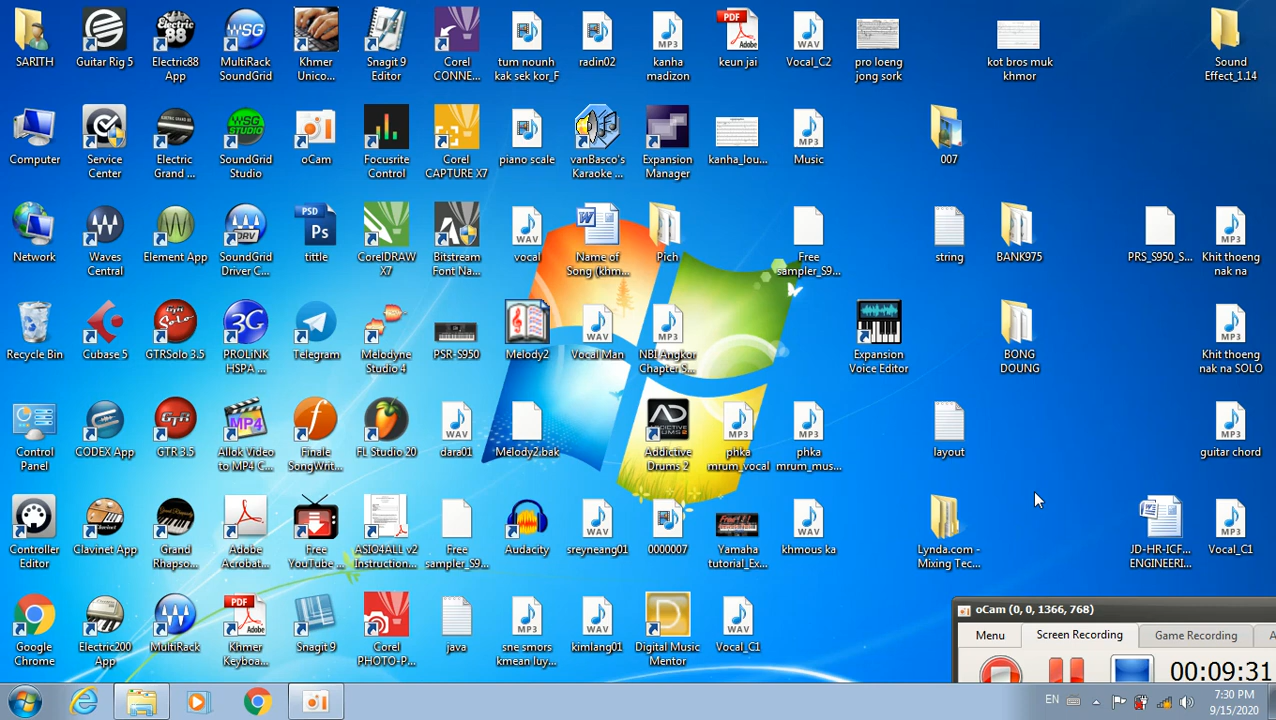 SARITH
Guitar Rig 5
Electric88
App
MultiRack
SoundGrid
Khmer
Unico...
Snagit 9
Editor
Corel
CONNE...
tum nounh
kak sek kor_F
radin02
kanha
madizon
keun jai
Vocal_C2
pro loeng
jong sork
kot bros muk
khmor
Sound
Effect_1.14
Computer
Service
Center
Electric
Grand ...
SoundGrid
Studio
oCam
Focusrite
Control
Corel
CAPTURE X7
piano scale
vanBasco's
Karaoke ...
Expansion
Manager
kanha_lou...
Music
007
Network
Waves
Central
Element App
SoundGrid
Driver C...
tittle
CorelDRAW
X7
Bitstream
Font Na...
vocal
Name of
Song (khm...
Pich
Free
sampler_S9...
string
BANK975
PRS_S950_S...
Khit thoeng
nak na
Recycle Bin
Cubase 5
GTRSolo 3.5
PROLiNK
HSPA ...
Telegram
Melodyne
Studio 4
PSR-S950
Melody2
Vocal Man
NBI Angkor
Chapter S...
Expansion
Voice Editor
BONG
DOUNG
Khit thoeng
nak na SOLO
Control
Panel
CODEX App
GTR 3.5
Allok Video
to MP4 C...
Finale
SongWrit...
FL Studio 20
dara01
Melody2.bak
Addictive
Drums 2
phka
mrum_vocal
phka
mrum_mus...
layout
guitar chord
Controller
Editor
Clavinet App
Grand
Rhapso...
Adobe
Acrobat...
Free
YouTube ...
ASIO4ALL v2
Instruction...
Free
sampler_S9...
Audacity
sreyneang01
0000007
Yamaha
tutorial_Ex...
khmous ka
Lynda.com -
Mixing Tec...
JD-HR-ICF...
ENGINEERI...
Vocal_C1
Google
Chrome
Electric200
App
MultiRack
Khmer
Keyboa...
Snagit 9
Corel
PHOTO-P...
java
sne smors
kmean luy...
kimlang01
Digital Music
Mentor
Vocal_C1
oCam (0, 0, 1366, 768)
Menu
Screen Recording
Game Recording
00:09:31
EN
7:30 PM
9/15/2020